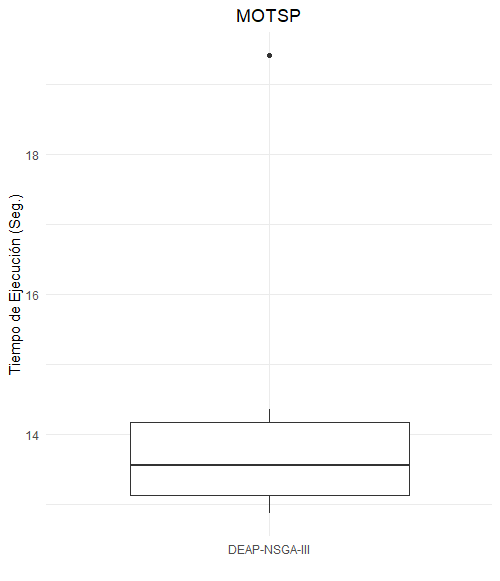 MOTSP
Tiempo de Ejecución (Seg.)
18
16
14
DEAP-NSGA-III